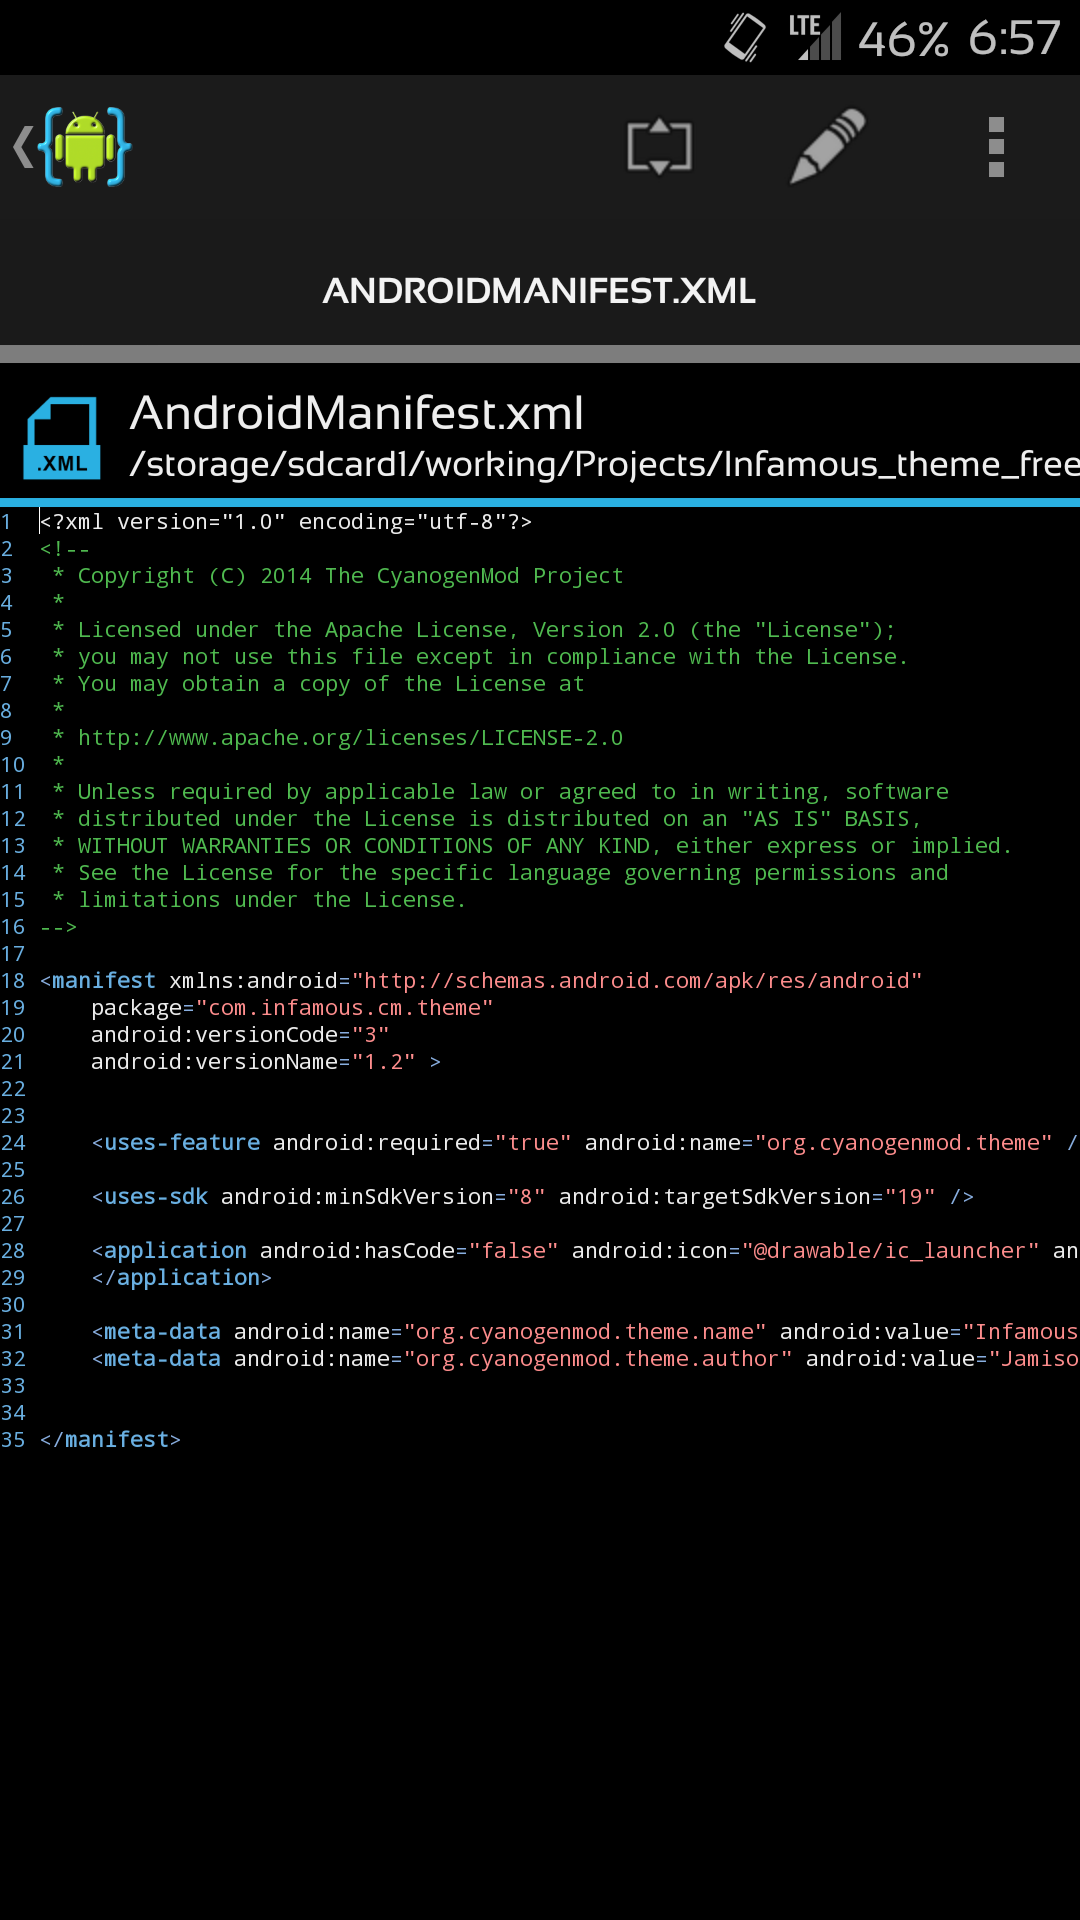 LTE 46% 6:57
ANDROIDMANIFEST.XML
AndroidManifest.xml
.XML /storage/sdcard1/working/Projects/Infamous_theme_free
1 <?xml version="1.0" encoding="utf-8"?>
2 <!--
3 * Copyright (C) 2014 The CyanogenMod Project
4 *
5 * Licensed under the Apache License, Version 2.0 (the "License");
6 * you may not use this file except in compliance with the License.
7 * You may obtain a copy of the License at
8 *
9 * http://www.apache.org/licenses/LICENSE-2.0
10 *
11 * Unless required by applicable law or agreed to in writing, software
12 * distributed under the License is distributed on an "AS IS" BASIS,
13 * WITHOUT WARRANTIES OR CONDITIONS OF ANY KIND, either express or implied.
14 * See the License for the specific language governing permissions and
15 * limitations under the License.
16 -->
17
18 <manifest xmlns:android="http://schemas.android.com/apk/res/android"
19 package="com.infamous.cm.theme"
20 android:versionCode="3"
21 android:versionName="1.2" >
22
23
24 <uses-feature android:required="true" android:name="org.cyanogenmod.theme" /
25
26 <uses-sdk android:minSdkVersion="8" android:targetSdkVersion="19" />
27
28 <application android:hasCode="false" android:icon="@drawable/ic_launcher" an
29 </application>
30
31 <meta-data android:name="org.cyanogenmod.theme.name" android:value="Infamous
32 <meta-data android:name="org.cyanogenmod.theme.author" android:value="Jamiso
33
34
35 </manifest>